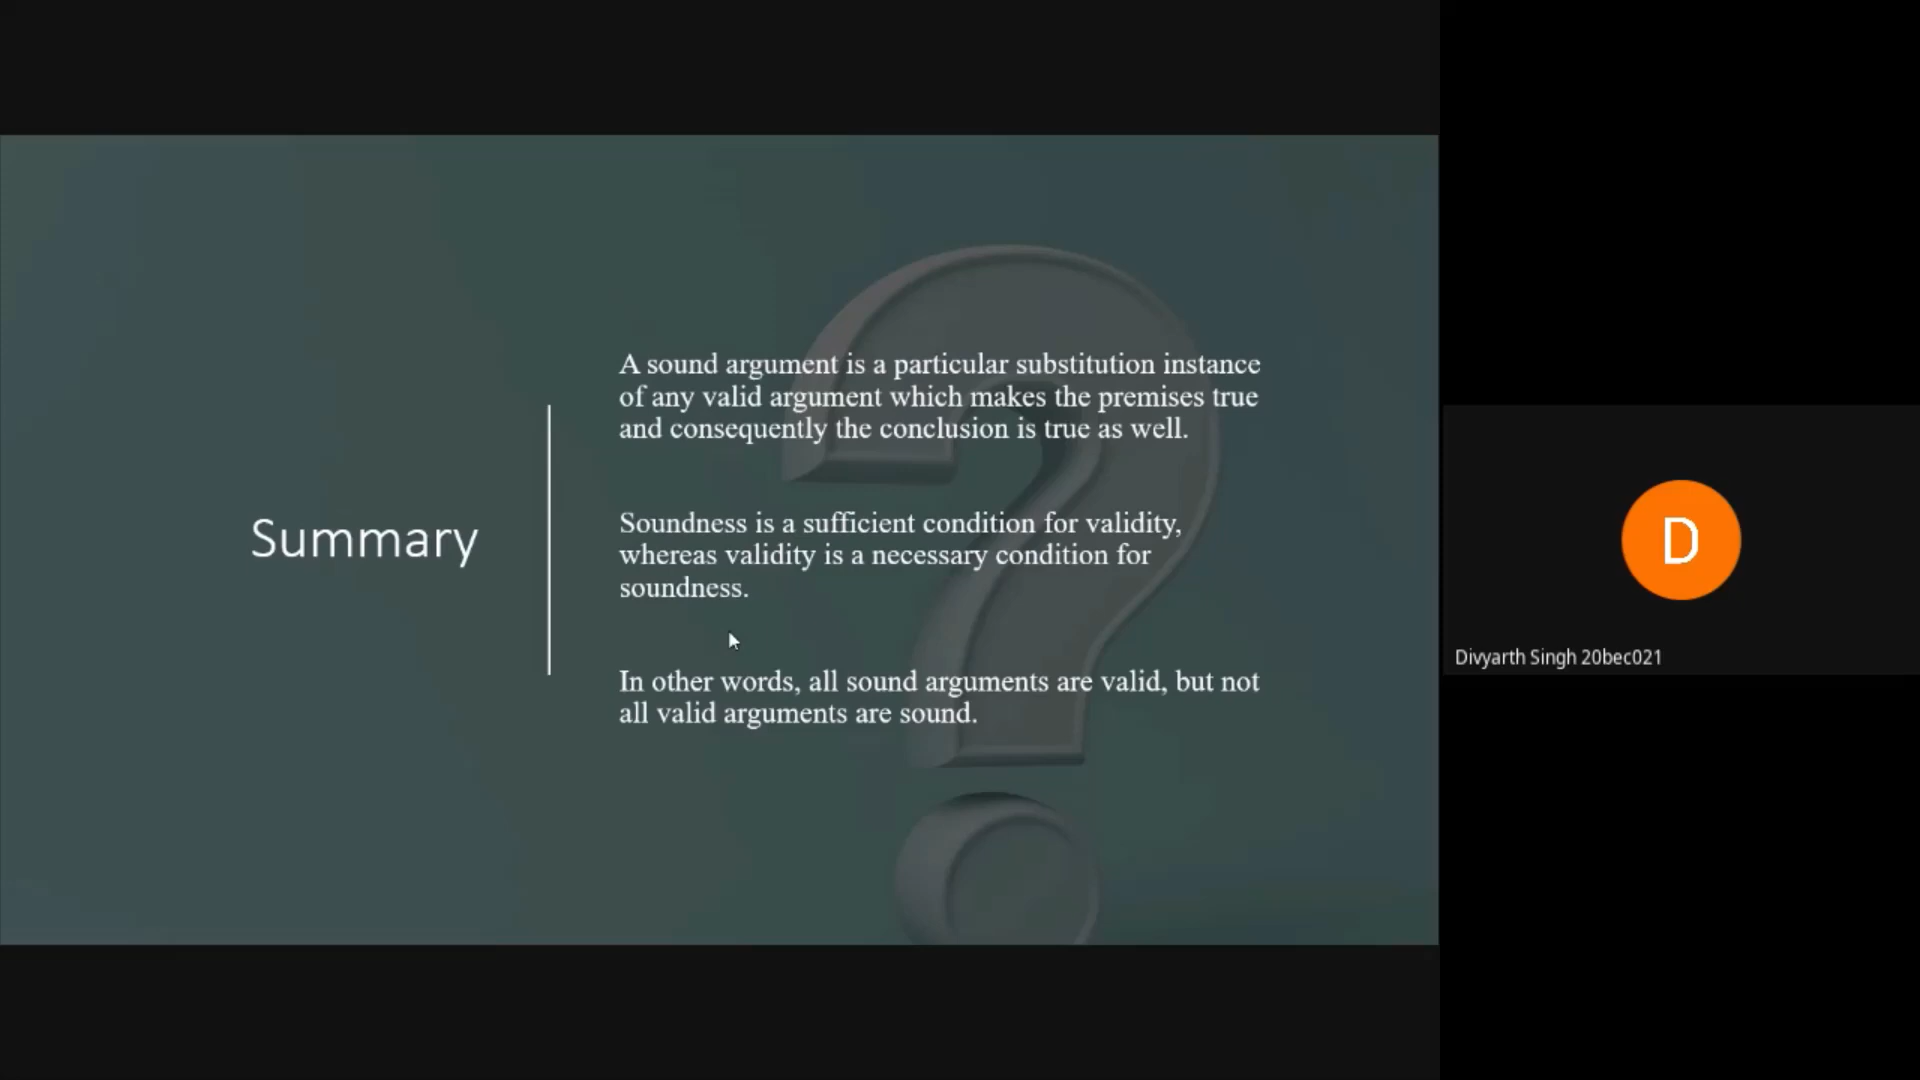 Summary
A sound argument is a particular substitution instance
of any valid argument which makes the premises true
and consequently the conclusion is true as well.
Soundness is a sufficient condition for validity,
whereas validity is a necessary condition for
soundness.
In other words, all sound arguments are valid, but not
all valid arguments are sound.
D
Divyarth Singh 20bec021